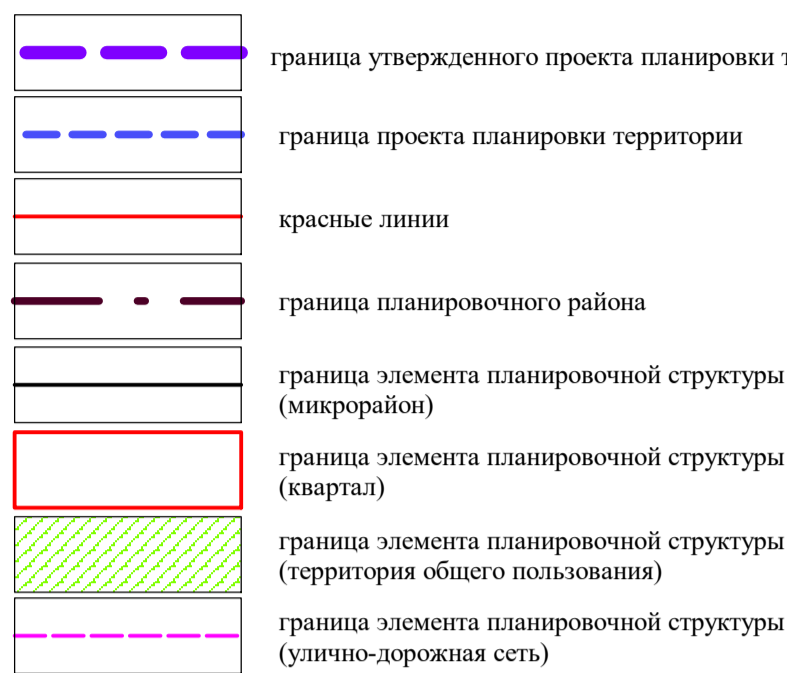 граница утвержденного проекта планировки
граница проекта планировки территории
красные линии
граница планировочного района
граница элемента планировочной структуры
(микрорайон)
граница элемента планировочной структуры
(квартал)
граница элемента планировочной структуры
(территория общего пользования)
граница элемента планировочной структуры
(улично-дорожная сеть)